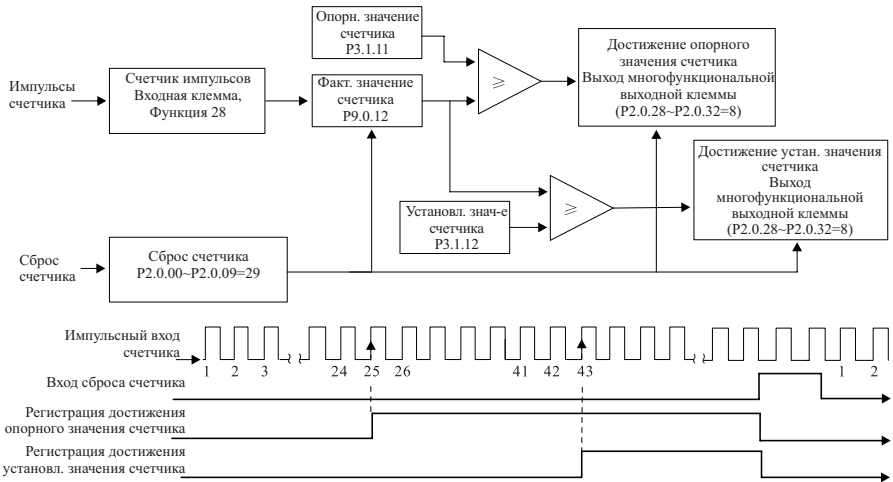 Опорн. значение
счетчика
P3.1.11
Достижение опорного
значения счетчика
Выход многофункциональной
выходной клеммы
(P2.0.28~P2.0.32=8)
Импульсы
счетчика
Счетчик импульсов
Входная клемма,
Функция 28
Факт. значение
счетчика
P9.0.12
≥
Достижение устан. значения
счетчика
Выход
многофункциональной
выходной клеммы
(P2.0.28~P2.0.32=8)
Установл. знач-е
счетчика
P3.1.12
≥
Сброс
счетчика
Сброс счетчика
P2.0.00~P2.0.09=29
Импульсный вход
счетчика
1 2 3 24 25 26 41 42 43 1 2
Вход сброса счетчика
Регистрация достижения
опорного значения счетчика
Регистрация достижения
установл. значения счетчика